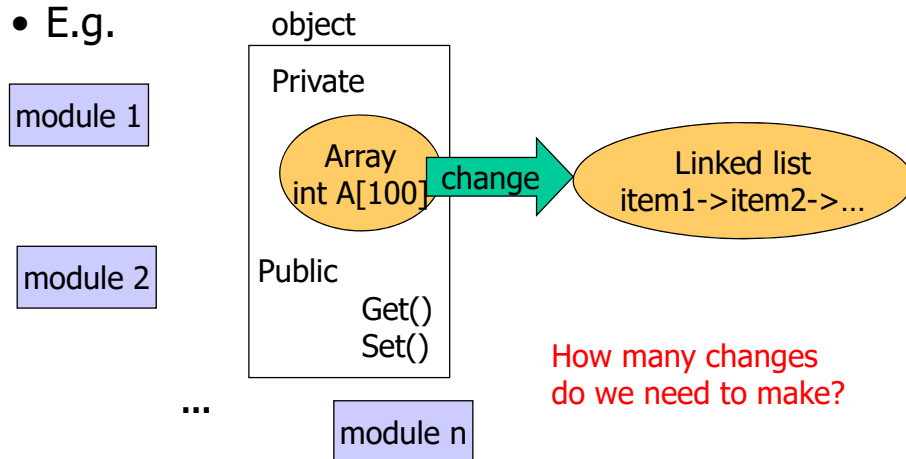 • E.g.
object
Private
module 1
Array
int A[100]
change
Linked list
item1->item2->...
module 2
Public
Get()
Set()
How many changes
do we need to make?
...
module n